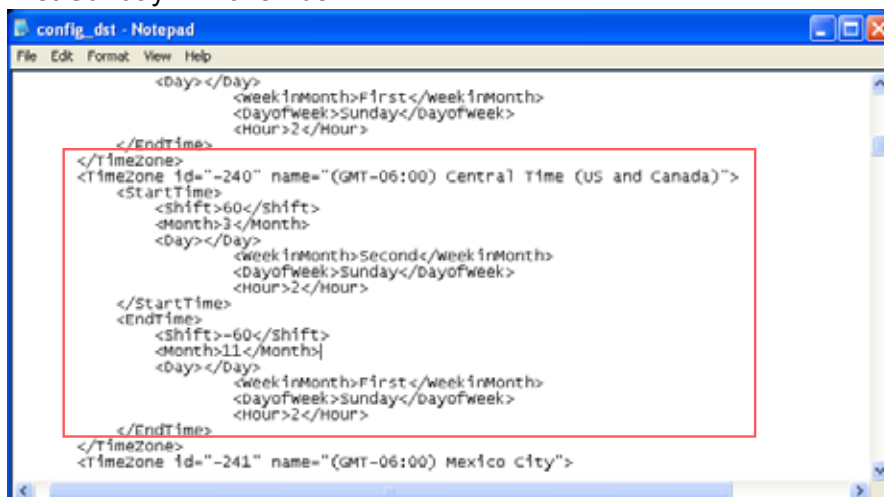 config_dst - Notepad
File Edit Format View Help
<Day></Day>
<WeekinMonth>First</WeekinMonth>
<DayofWeek>Sunday</DayofWeek>
<Hour>2</Hour>
</EndTime>
</TimeZone>
<TimeZone id="-240" name="(GMT-06:00) Central Time (US and Canada)">
<StartTime>
<Shift>60</Shift>
<Month>3</Month>
<Day></Day>
<WeekinMonth>Second</WeekinMonth>
<DayofWeek>Sunday</DayofWeek>
<Hour>2</Hour>
</StartTime>
<EndTime>
<Shift>-60</Shift>
<Month>11</Month>
<Day></Day>
<WeekinMonth>First</WeekinMonth>
<DayofWeek>Sunday</DayofWeek>
<Hour>2</Hour>
</EndTime>
</TimeZone>
<TimeZone id="-241" name="(GMT-06:00) Mexico City">